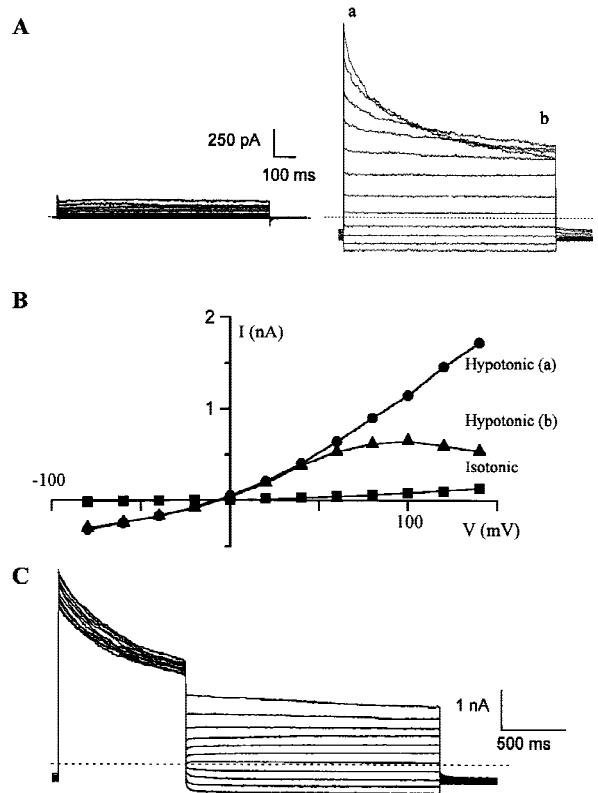 A
a
b
250 pA
100 ms
B
2
I (nA)
Hypotonic (a)
1
Hypotonic (b)
Isotonic
-100
100
V (mV)
C
1 nA
500 ms